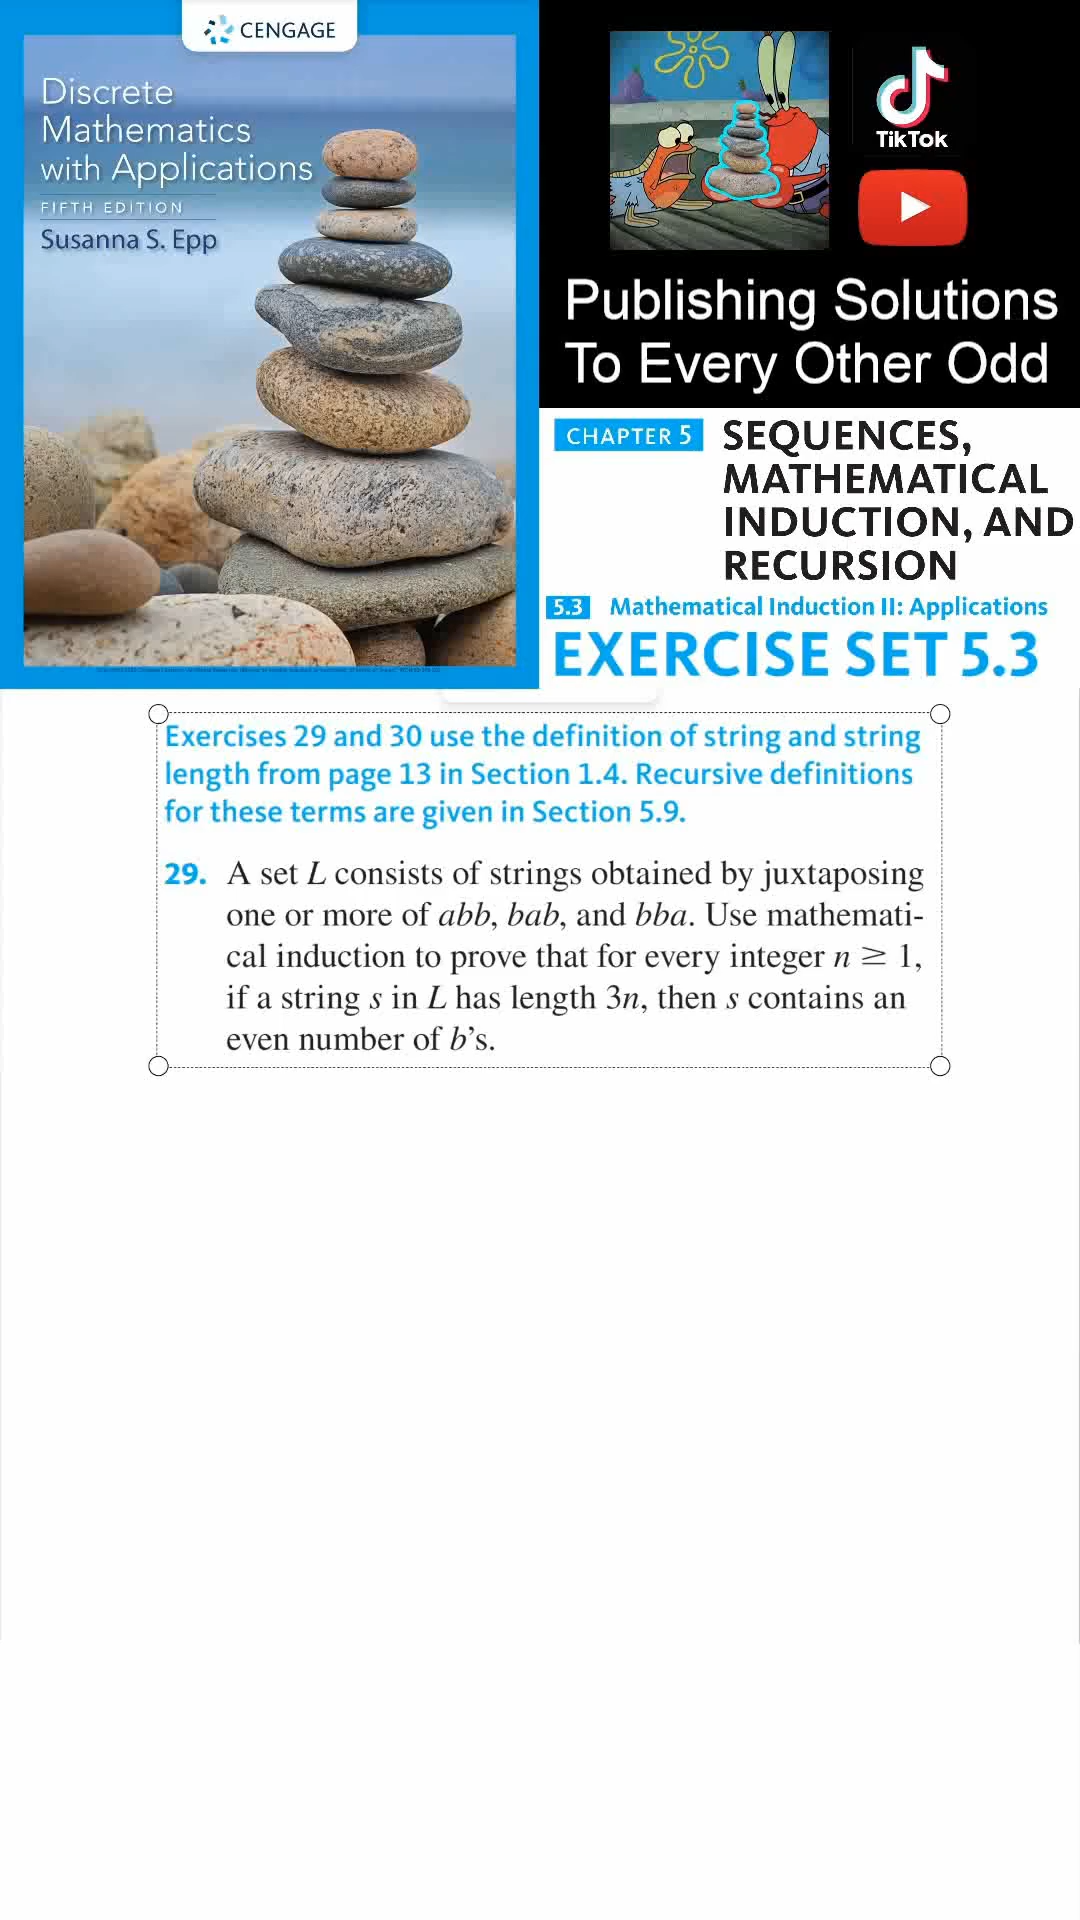 CENGAGE
Discrete
Mathematics
with Applications
FIFTH EDITION
Susanna S. Epp
TikTok
Publishing Solutions
To Every Other Odd
CHAPTER 5
SEQUENCES,
MATHEMATICAL
INDUCTION, AND
RECURSION
5.3 Mathematical Induction II: Applications
EXERCISE SET 5.3
Exercises 29 and 30 use the definition of string and string
length from page 13 in Section 1.4. Recursive definitions
for these terms are given in Section 5.9.
29. A set L consists of strings obtained by juxtaposing
one or more of abb, bab, and bba. Use mathemati-
cal induction to prove that for every integer n ≥ 1,
if a string s in L has length 3n, then s contains an
even number of b’s.